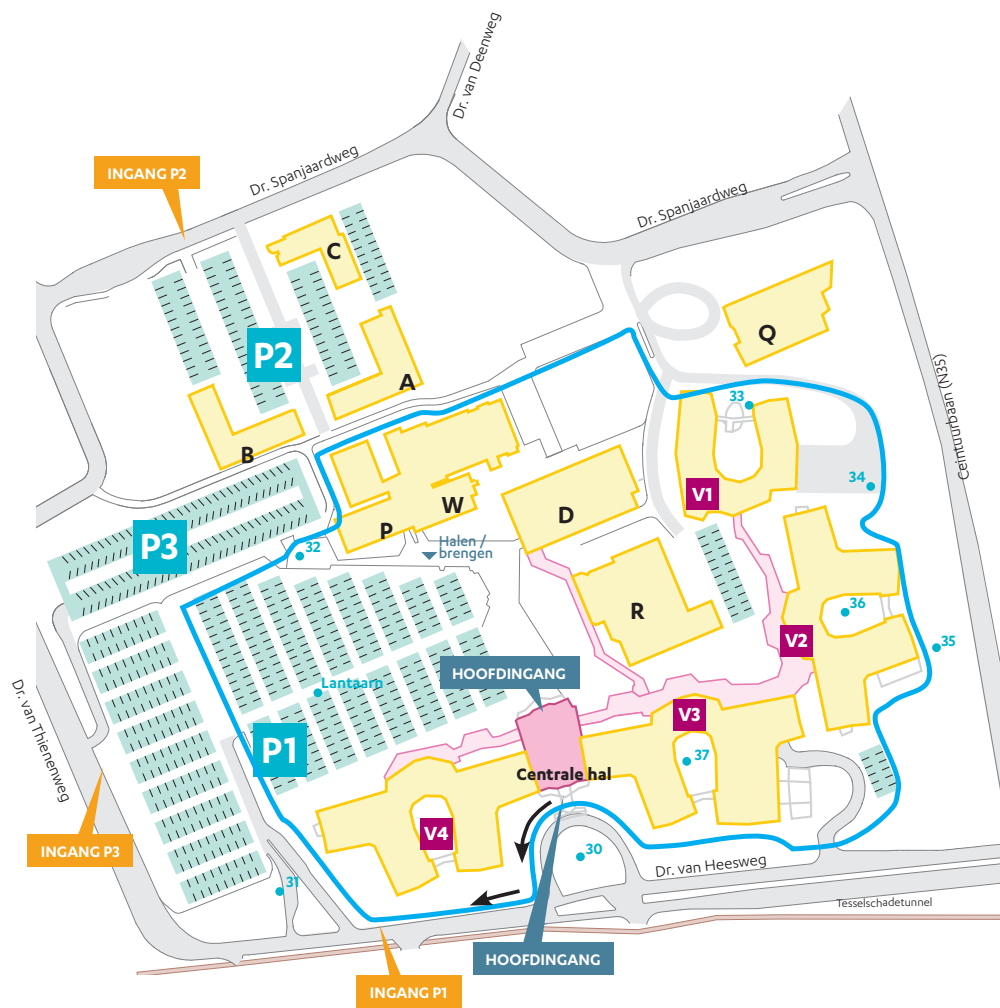 Dr. van Deenweg
Dr. Spanjaardweg
INGANG P2
Dr. Spanjaardweg
C
Q
P2
A
B
Ceintuurbaan (N35)
33
34
V1
W
D
P
P3
Halen /
brengen
32
36
R
V2
35
HOOFDINGANG
Lantaarn
Dr. van Thienenweg
V3
P1
37
Centrale hal
V4
INGANG P3
30
Dr. van Heesweg
31
Tesselschadetunnel
HOOFDINGANG
INGANG P1